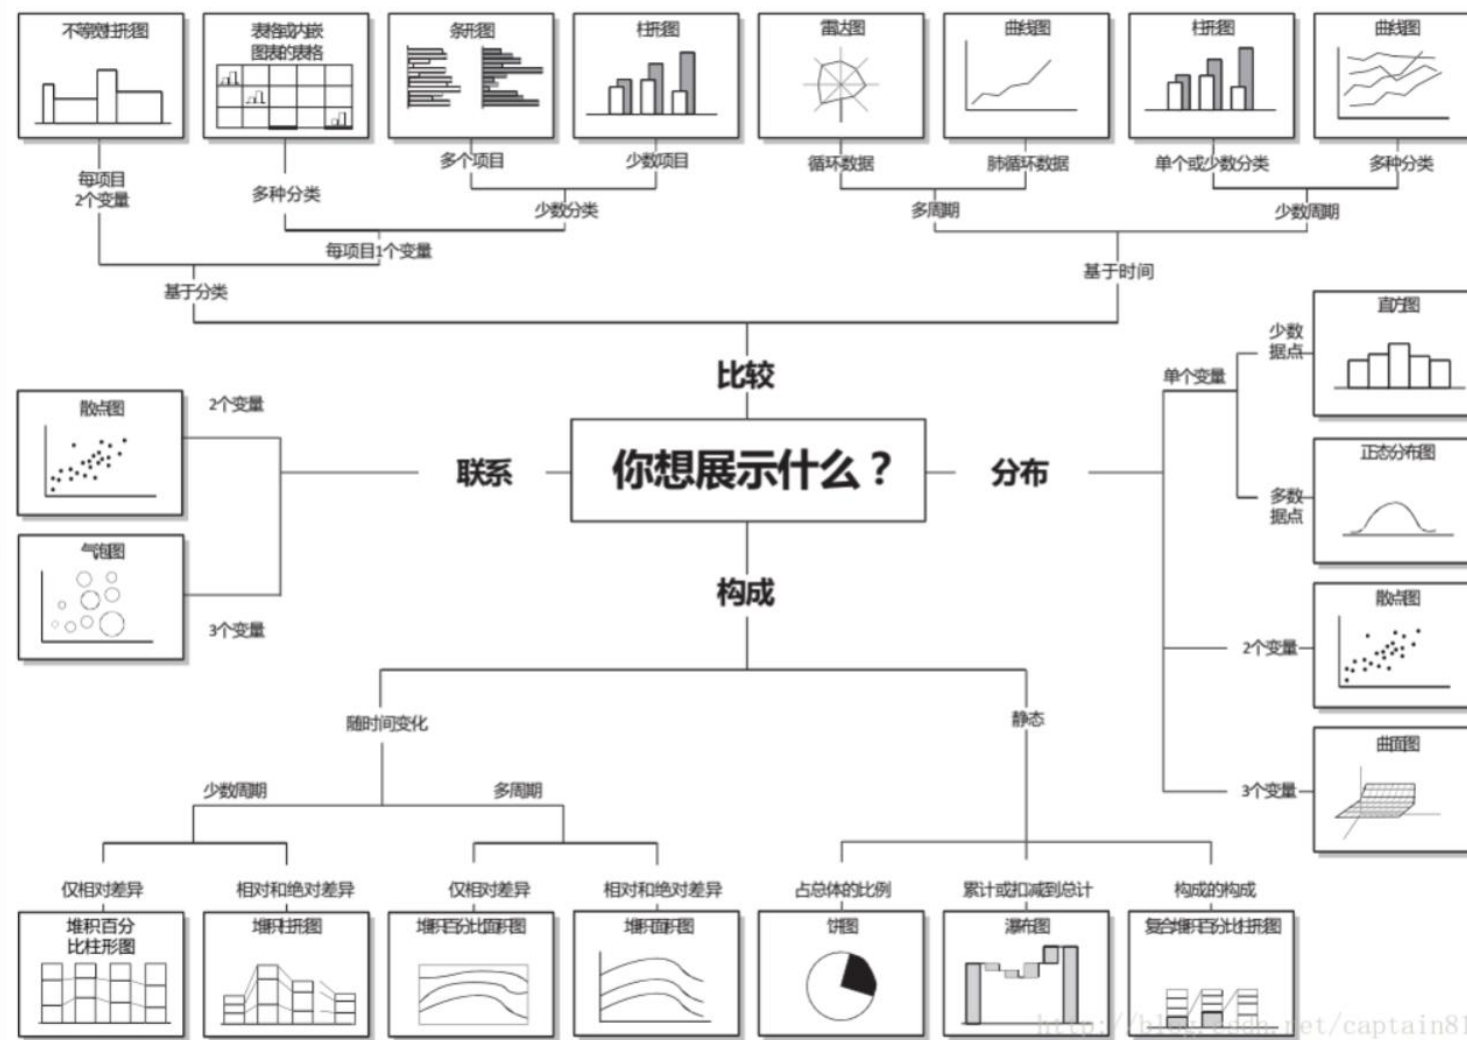 不等宽柱形图
表格或内嵌
图表的表格
条形图
柱形图
雷达图
曲线图
柱形图
曲线图
每项目
2个变量
多种分类
多个项目
少数项目
循环数据
肺循环数据
单个或少数分类
多种分类
少数分类
多周期
少数周期
每项目1个变量
基于分类
基于时间
比较
散点图
2个变量
气泡图
3个变量
联系
你想展示什么？
分布
单个变量
少数
据点
直方图
多数
据点
正态分布图
2个变量
散点图
3个变量
曲面图
构成
随时间变化
静态
少数周期
多周期
仅相对差异
相对和绝对差异
仅相对差异
相对和绝对差异
占总体的比例
累计或扣减到总计
构成的构成
堆积百分
比柱形图
堆积柱形图
堆积百分比面积图
堆积面积图
饼图
瀑布图
复合堆积百分比柱形图
http://blog.csdn.net/captain81